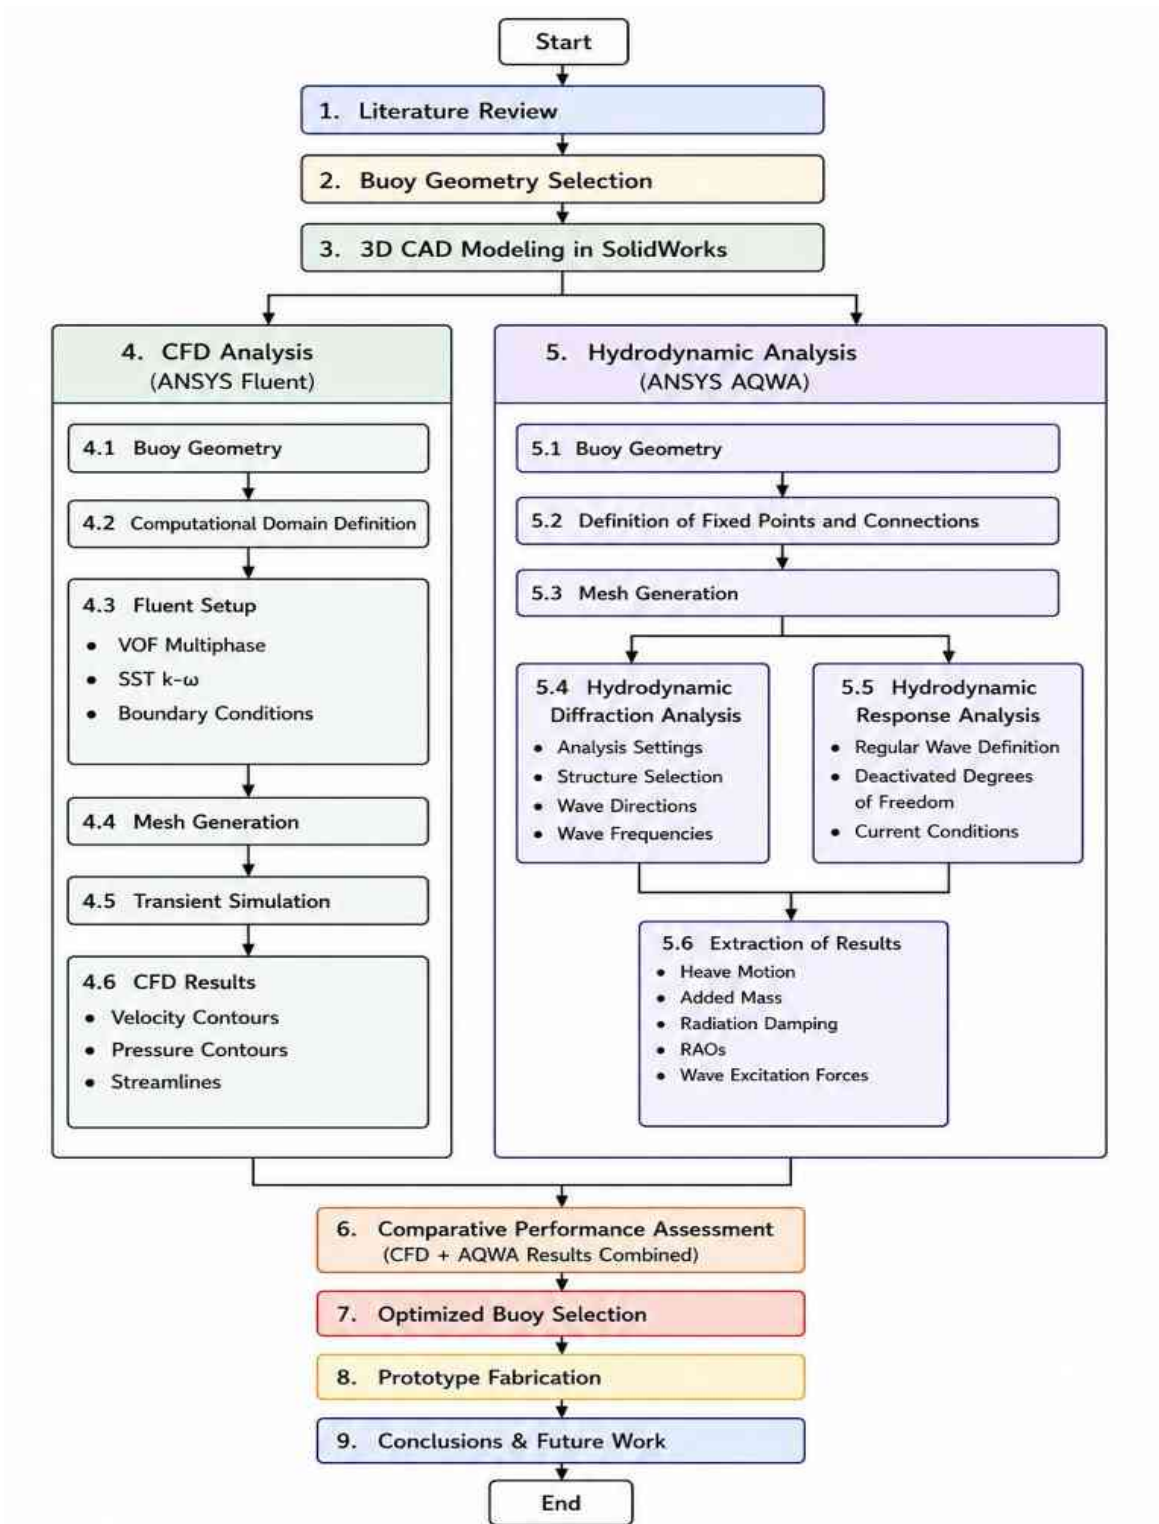 Start
1. Literature Review
2. Buoy Geometry Selection
3. 3D CAD Modeling in SolidWorks
4. CFD Analysis
(ANSYS Fluent)
4.1 Buoy Geometry
4.2 Computational Domain Definition
4.3 Fluent Setup
• VOF Multiphase
• SST k-ω
• Boundary Conditions
4.4 Mesh Generation
4.5 Transient Simulation
4.6 CFD Results
• Velocity Contours
• Pressure Contours
• Streamlines
5. Hydrodynamic Analysis
(ANSYS AQWA)
5.1 Buoy Geometry
5.2 Definition of Fixed Points and Connections
5.3 Mesh Generation
5.4 Hydrodynamic
Diffraction Analysis
• Analysis Settings
• Structure Selection
• Wave Directions
• Wave Frequencies
5.5 Hydrodynamic
Response Analysis
• Regular Wave Definition
• Deactivated Degrees
of Freedom
• Current Conditions
5.6 Extraction of Results
• Heave Motion
• Added Mass
• Radiation Damping
• RAOs
• Wave Excitation Forces
6. Comparative Performance Assessment
(CFD + AQWA Results Combined)
7. Optimized Buoy Selection
8. Prototype Fabrication
9. Conclusions & Future Work
End